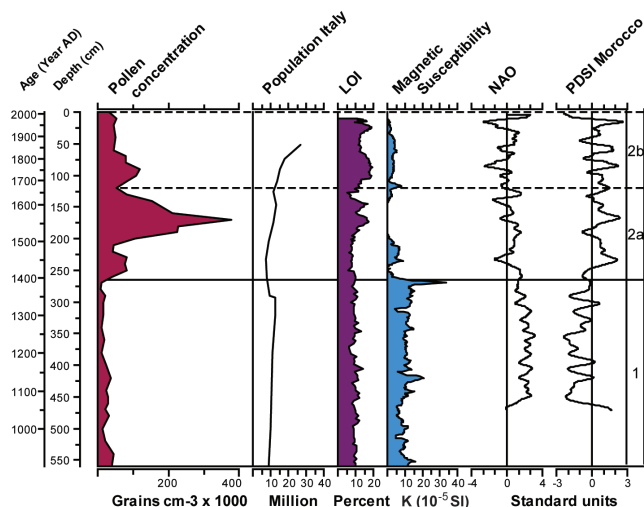 Age (Year AD)
Depth (cm)
Pollen
concentration
Population Italy
LOI
Magnetic
Susceptibility
NAO
PDSI Morocco
2000
1900
1800
1700
1600
1500
1400
1300
1200
1100
1000
0
50
100
150
200
250
300
350
400
450
500
550
2b
2a
1
200 400
10 20 30 40
10 20
10 20 30 40
-4 0 4
-3 0 3
Grains cm-3 x 1000
Million
Percent
K (10-5 SI)
Standard units